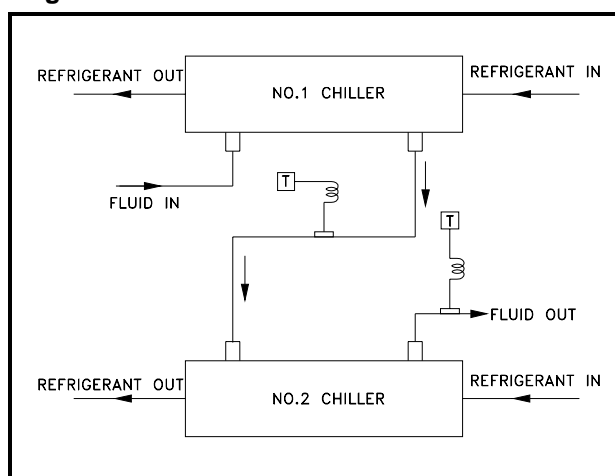 REFRIGERANT OUT
REFRIGERANT IN
NO.1 CHILLER
FLUID IN
T
T
FLUID OUT
REFRIGERANT OUT
REFRIGERANT IN
NO.2 CHILLER